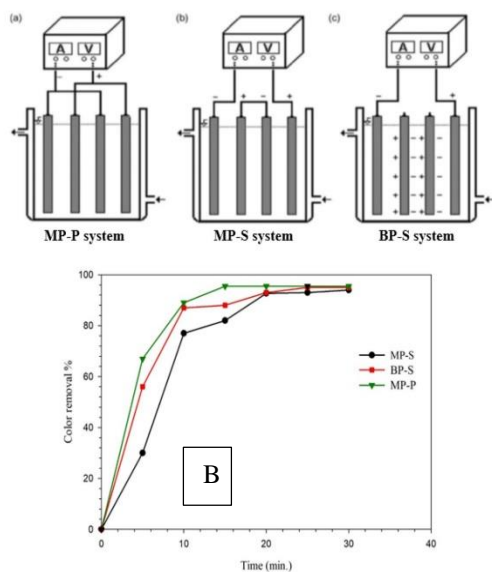 (a)
A V
− +
MP-P system
(b)
A V
− + − +
MP-S system
(c)
A V
− +
+ − + −
+ − + −
+ − + −
+ − + −
+ − + −
BP-S system
100
80
60
40
20
0
Color removal %
MP-S
BP-S
MP-P
B
0 10 20 30 40
Time (min.)